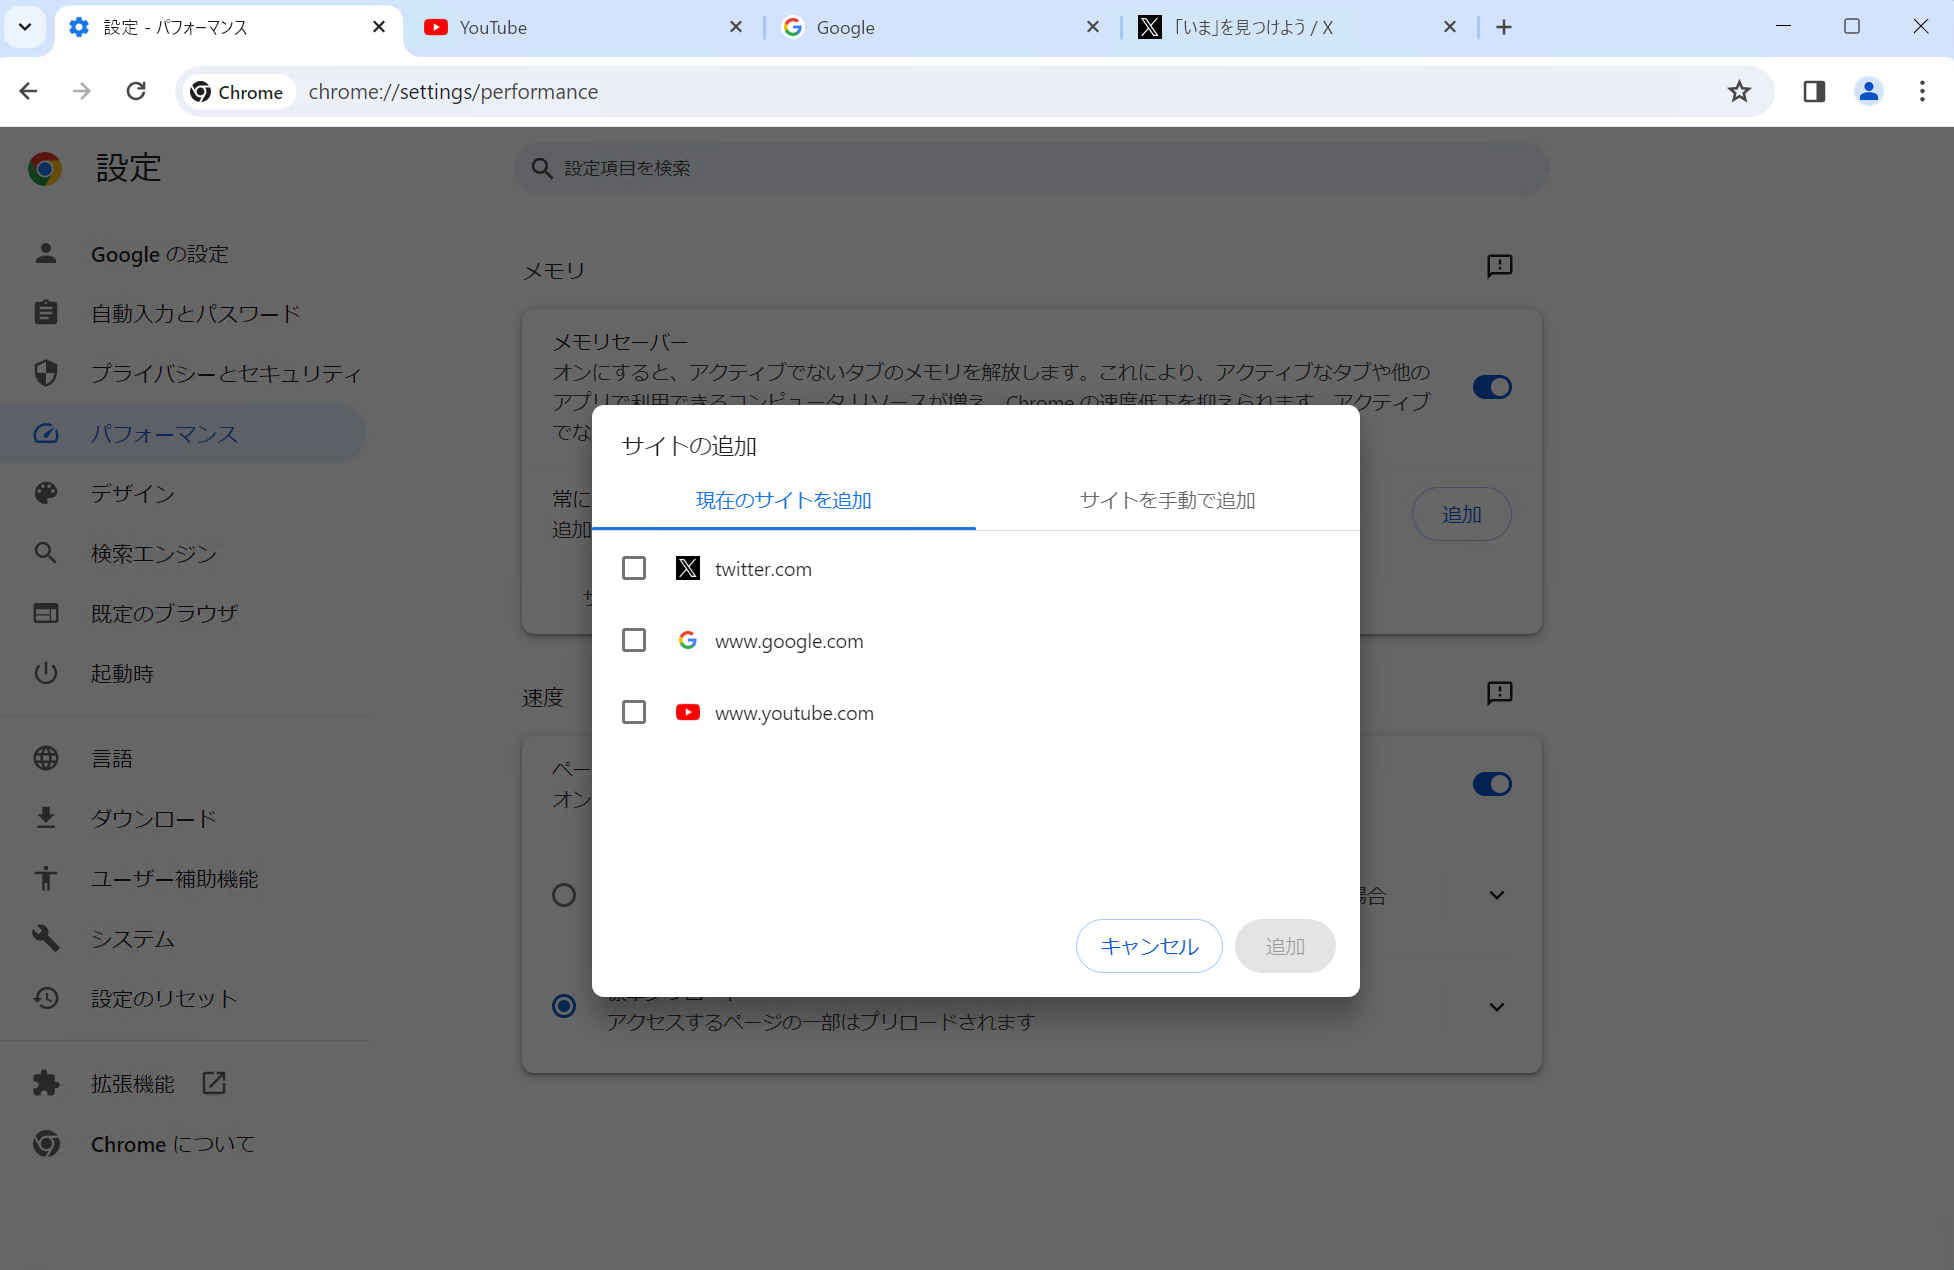 設定 - パフォーマンス
YouTube
Google
「いま」を見つけよう / X
Chrome
chrome://settings/performance
設定
設定項目を検索
Google の設定
自動入力とパスワード
プライバシーとセキュリティ
パフォーマンス
デザイン
検索エンジン
既定のブラウザ
起動時
言語
ダウンロード
ユーザー補助機能
システム
設定のリセット
拡張機能
Chrome について
メモリ
メモリセーバー
オンにすると、アクティブでないタブのメモリを解放します。これにより、アクティブなタブや他の
アプリで利用できるコンピュータ リソースが増え、Chrome の速度低下を抑えられます。アクティブ
でな
常に
追加
追加
サイトの追加
現在のサイトを追加
サイトを手動で追加
twitter.com
www.google.com
www.youtube.com
キャンセル
追加
速度
ペー
オン
場合
標準プリロード
アクセスするページの一部はプリロードされます